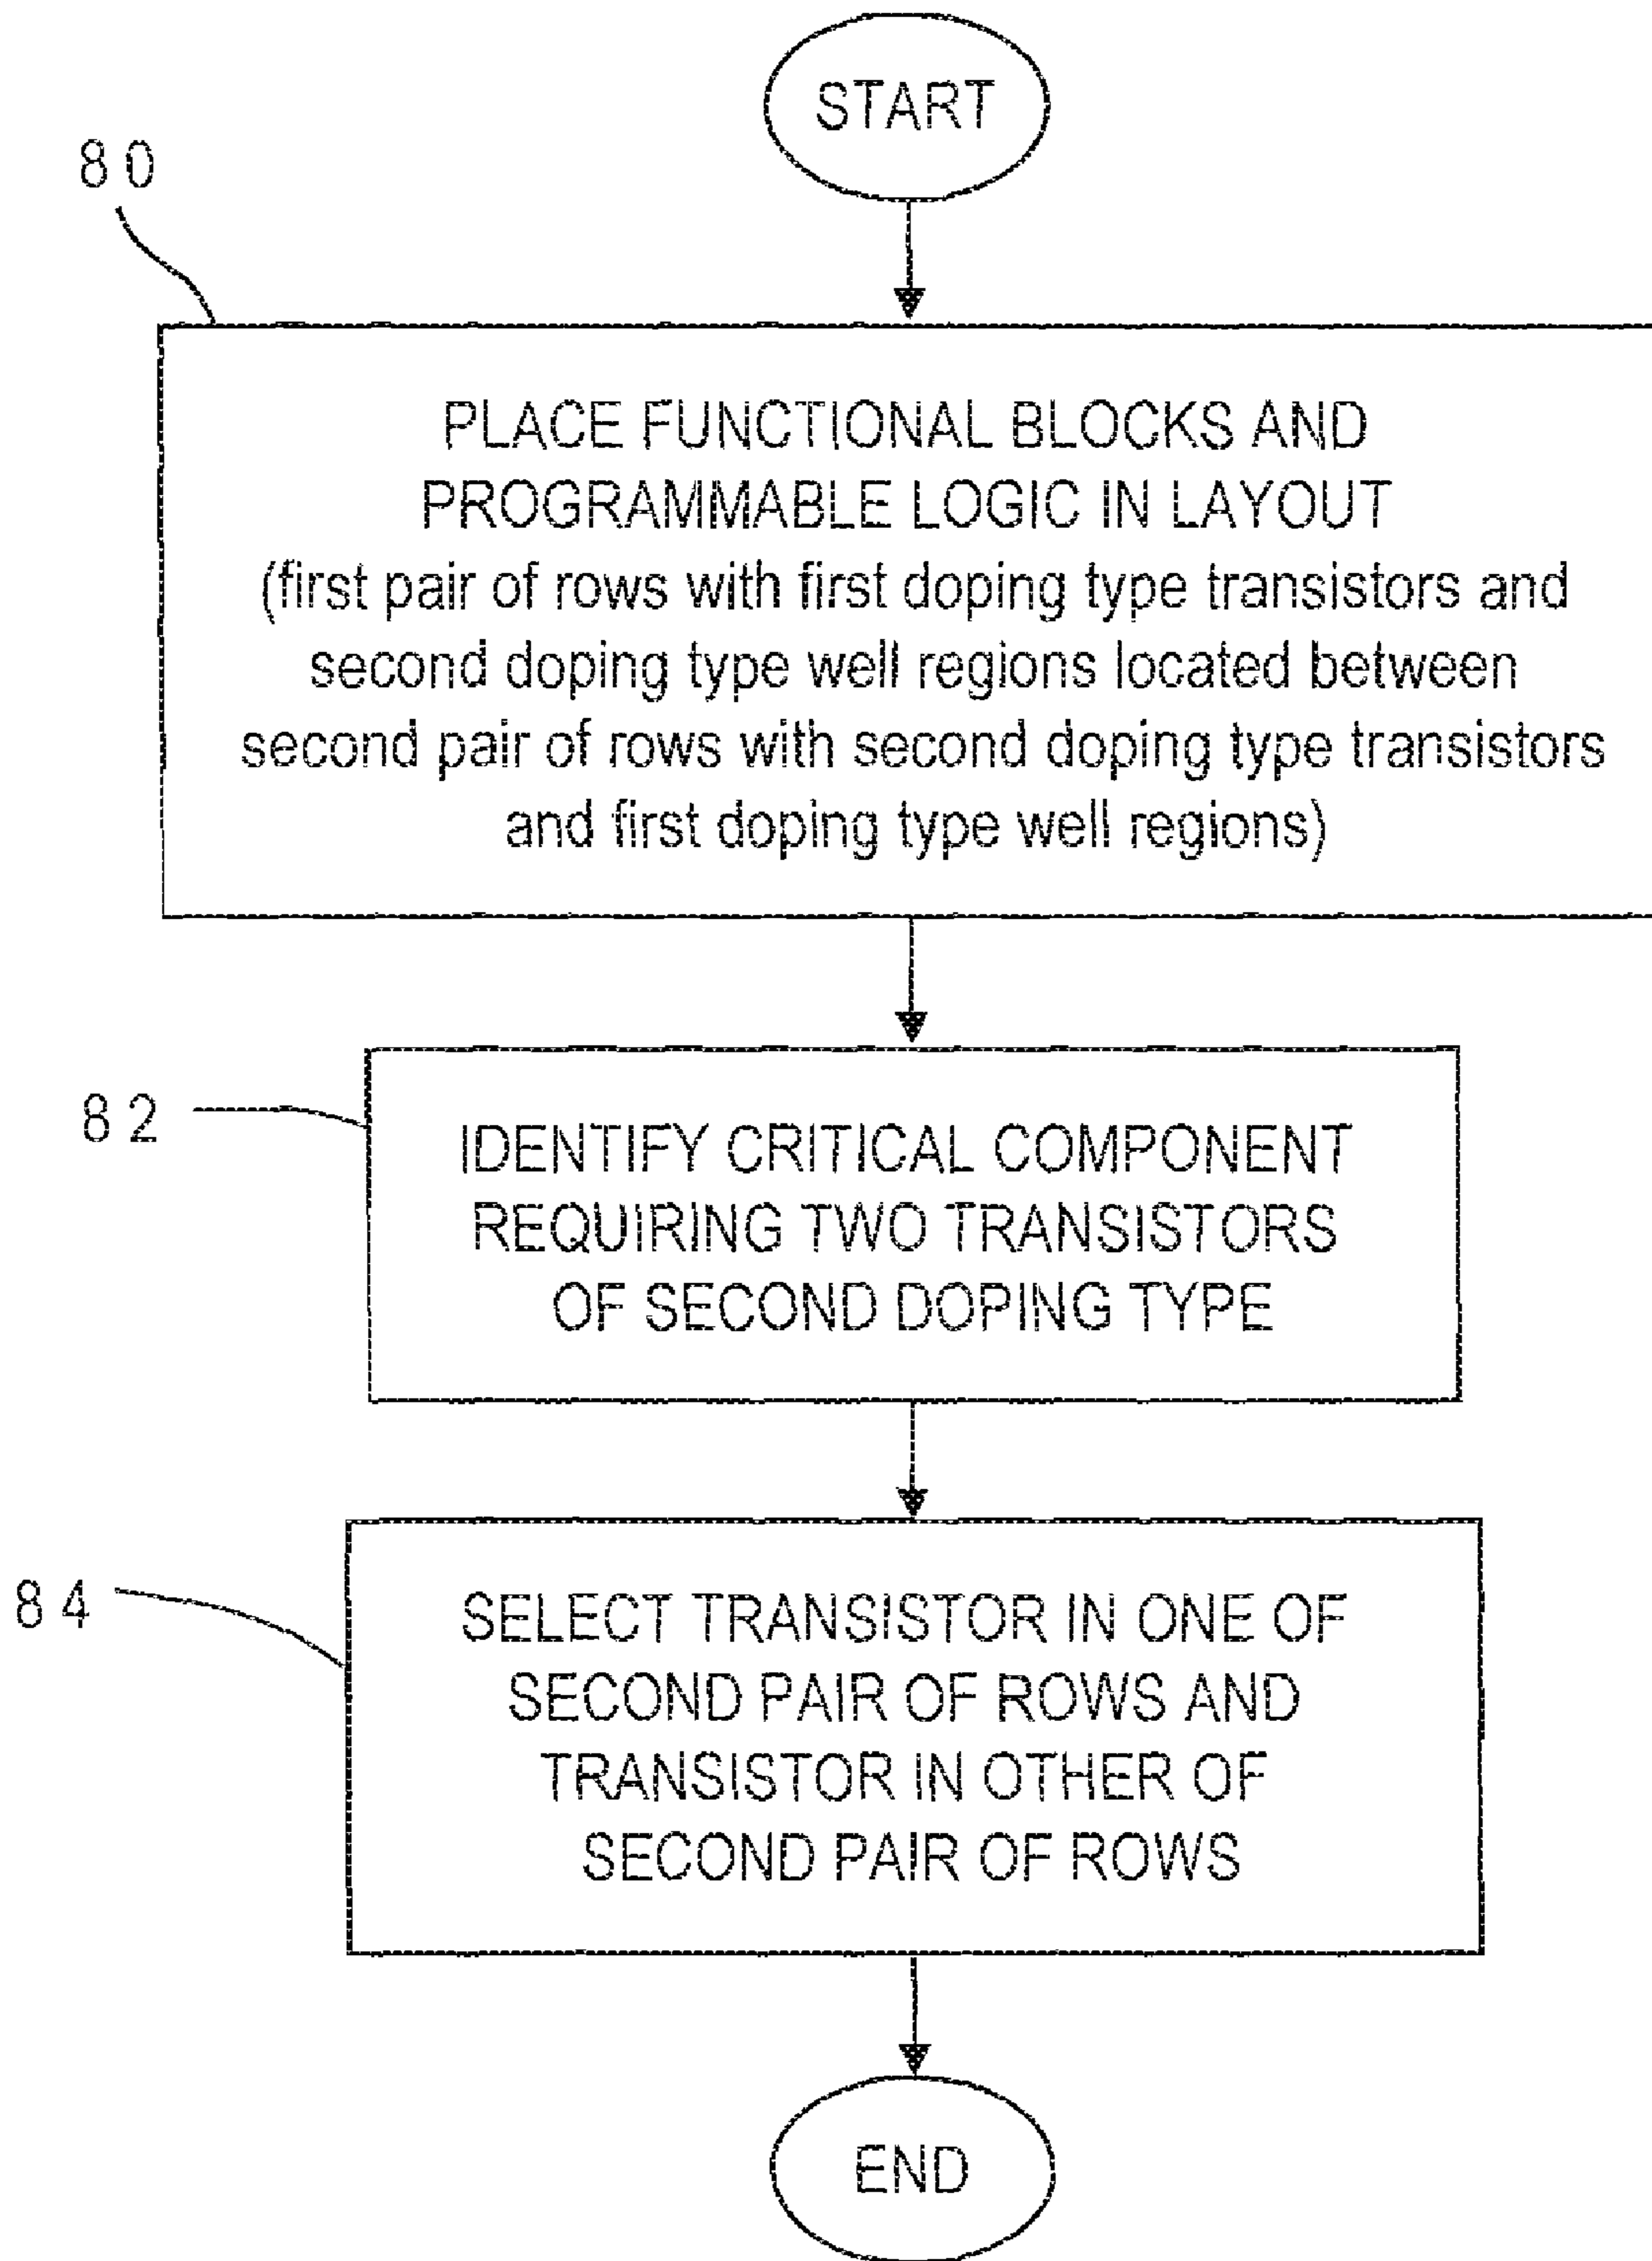 START
80
PLACE FUNCTIONAL BLOCKS AND
PROGRAMMABLE LOGIC IN LAYOUT
(first pair of rows with first doping type transistors and
second doping type well regions located between
second pair of rows with second doping type transistors
and first doping type well regions)
82
IDENTIFY CRITICAL COMPONENT
REQUIRING TWO TRANSISTORS
OF SECOND DOPING TYPE
84
SELECT TRANSISTOR IN ONE OF
SECOND PAIR OF ROWS AND
TRANSISTOR IN OTHER OF
SECOND PAIR OF ROWS
END